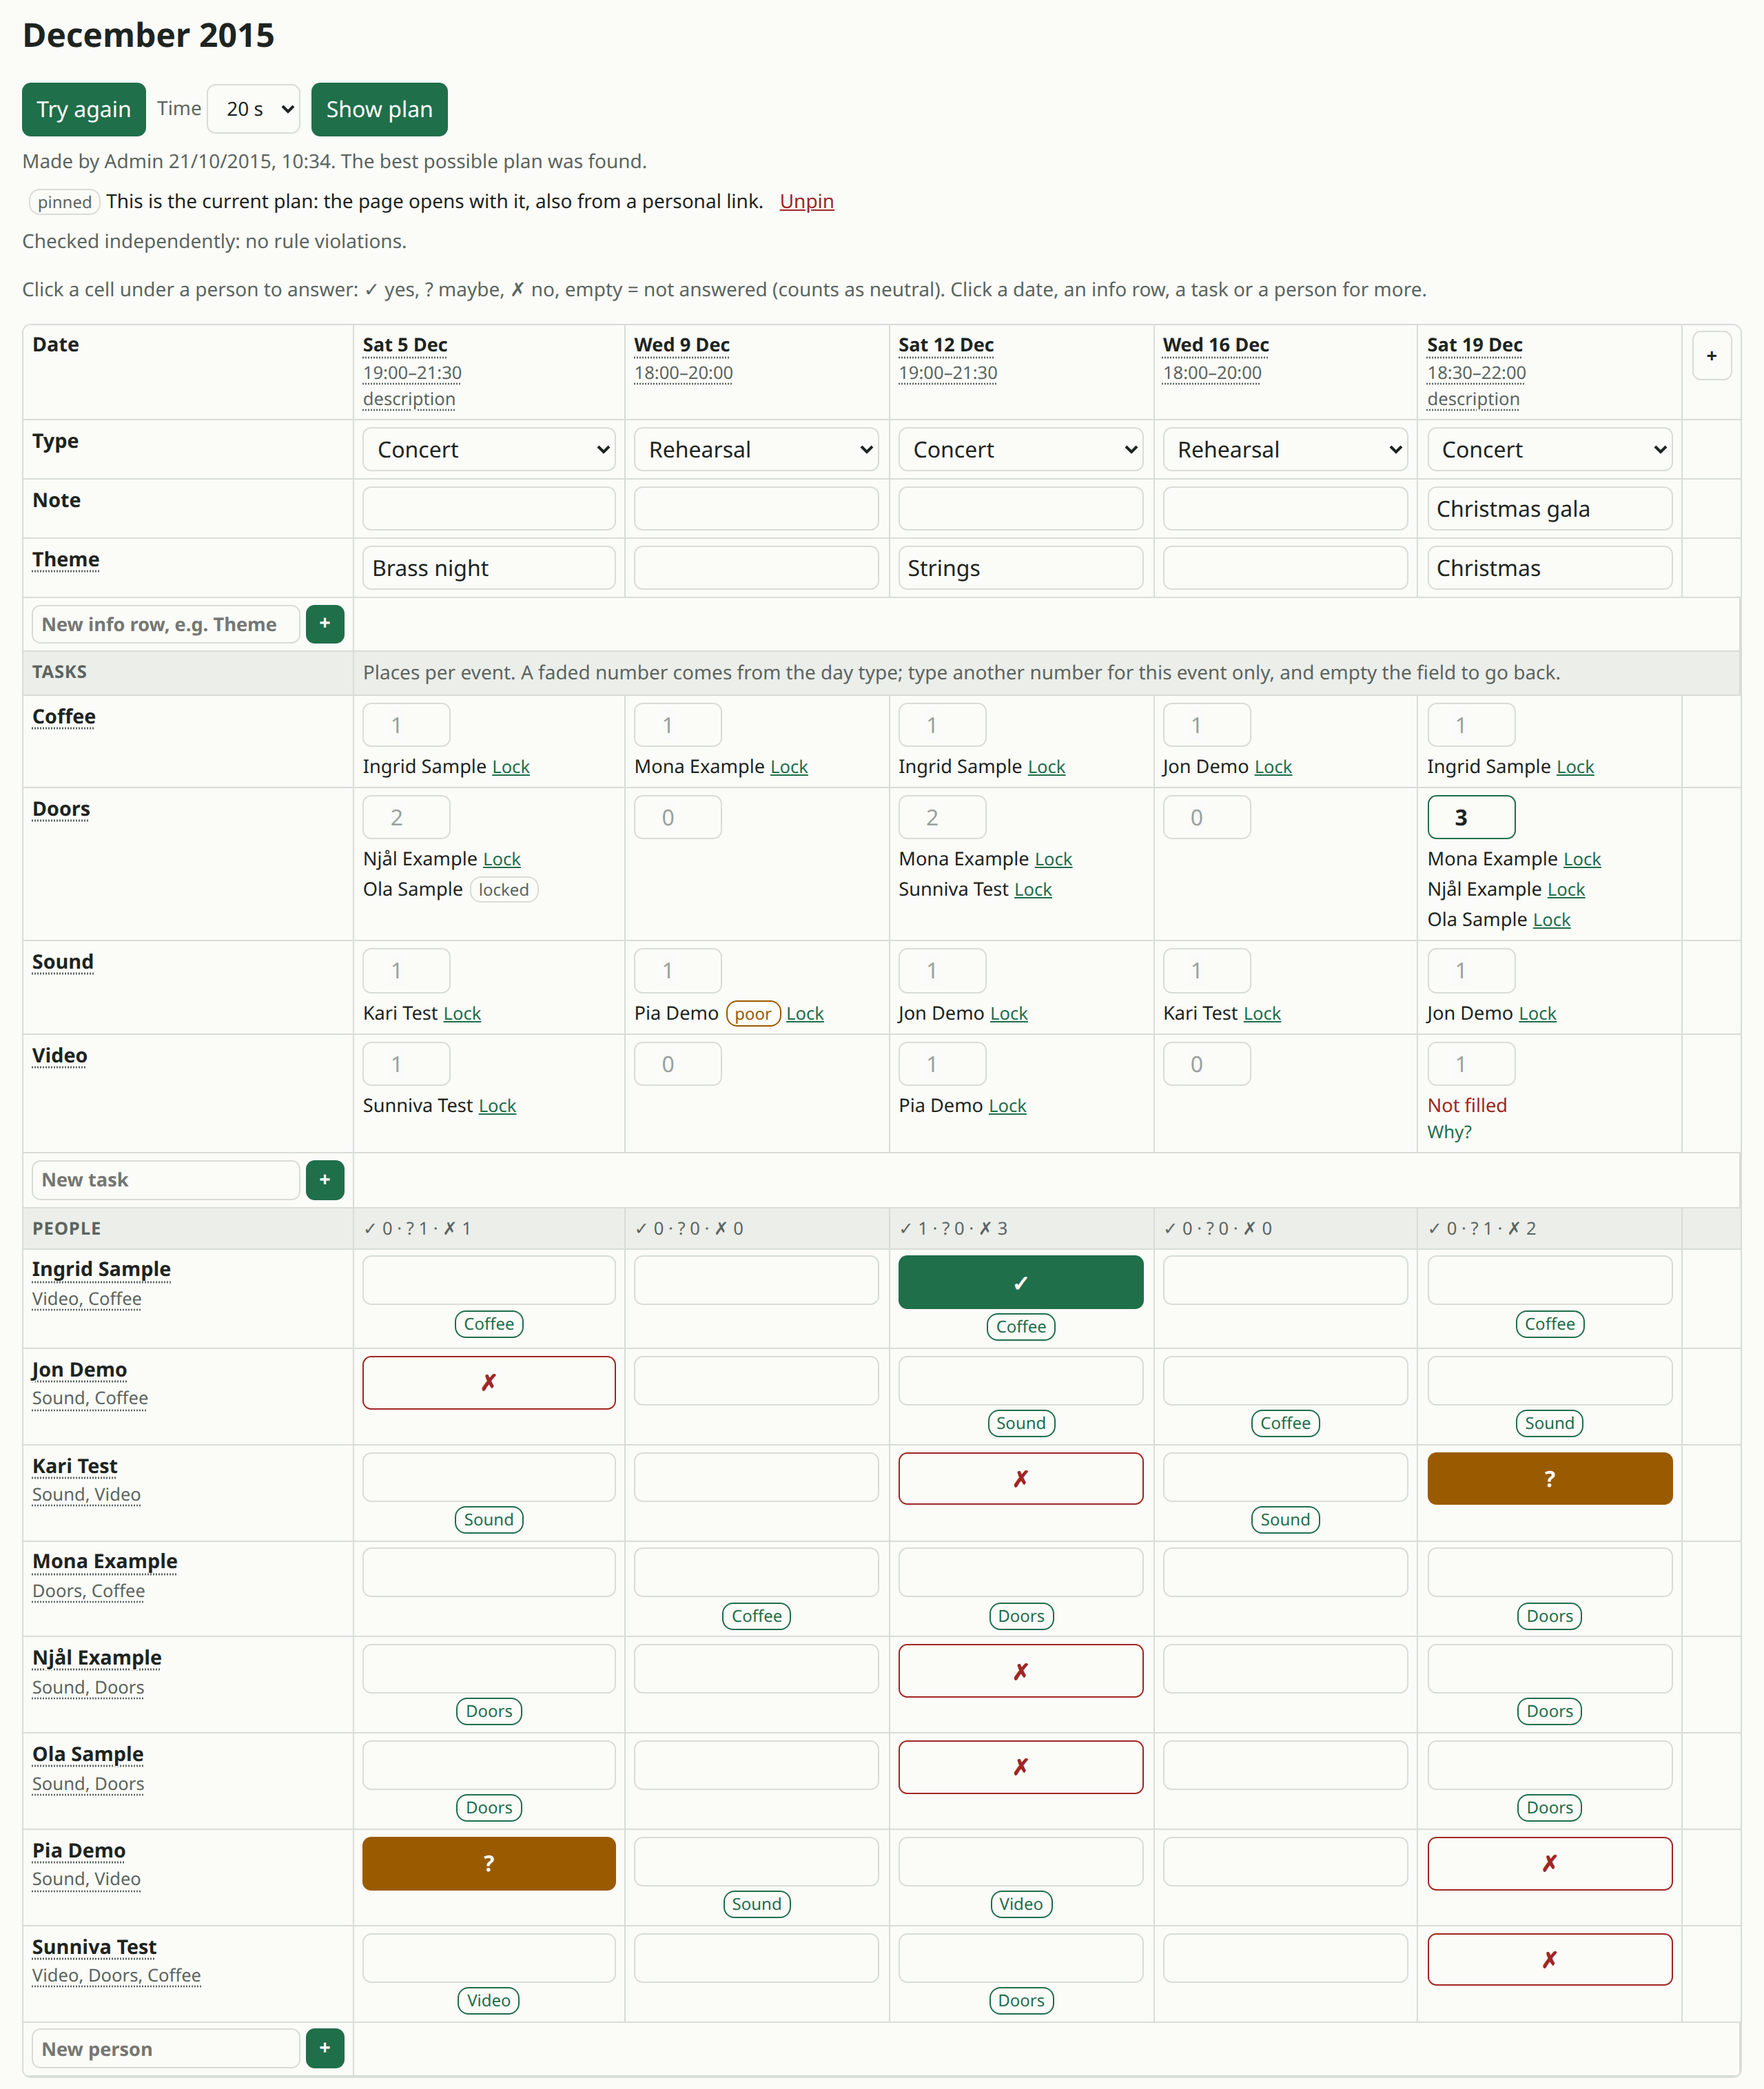 December 2015
Try again Time 20 s Show plan
Made by Admin 21/10/2015, 10:34. The best possible plan was found.
pinned This is the current plan: the page opens with it, also from a personal link. Unpin
Checked independently: no rule violations.
Click a cell under a person to answer: ✓ yes, ? maybe, ✗ no, empty = not answered (counts as neutral). Click a date, an info row, a task or a person for more.
Date Sat 5 Dec Wed 9 Dec Sat 12 Dec Wed 16 Dec Sat 19 Dec +
19:00–21:30 18:00–20:00 19:00–21:30 18:00–20:00 18:30–22:00
description description
Type Concert Rehearsal Concert Rehearsal Concert
Note Christmas gala
Theme Brass night Strings Christmas
New info row, e.g. Theme +
TASKS Places per event. A faded number comes from the day type; type another number for this event only, and empty the field to go back.
Coffee 1 1 1 1 1
Ingrid Sample Lock Mona Example Lock Ingrid Sample Lock Jon Demo Lock Ingrid Sample Lock
Doors 2 0 2 0 3
Njål Example Lock Mona Example Lock Mona Example Lock
Ola Sample locked Sunniva Test Lock Njål Example Lock
Ola Sample Lock
Sound 1 1 1 1 1
Kari Test Lock Pia Demo poor Lock Jon Demo Lock Kari Test Lock Jon Demo Lock
Video 1 0 1 0 1
Sunniva Test Lock Pia Demo Lock Not filled
Why?
New task +
PEOPLE ✓ 0 · ? 1 · ✗ 1 ✓ 0 · ? 0 · ✗ 0 ✓ 1 · ? 0 · ✗ 3 ✓ 0 · ? 0 · ✗ 0 ✓ 0 · ? 1 · ✗ 2
Ingrid Sample ✓
Video, Coffee Coffee Coffee Coffee
Jon Demo ✗
Sound, Coffee Sound Coffee Sound
Kari Test ✗ ?
Sound, Video Sound Sound
Mona Example
Doors, Coffee Coffee Doors Doors
Njål Example ✗
Sound, Doors Doors Doors
Ola Sample ✗
Sound, Doors Doors Doors
Pia Demo ? ✗
Sound, Video Sound Video
Sunniva Test ✗
Video, Doors, Coffee Video Doors
New person +